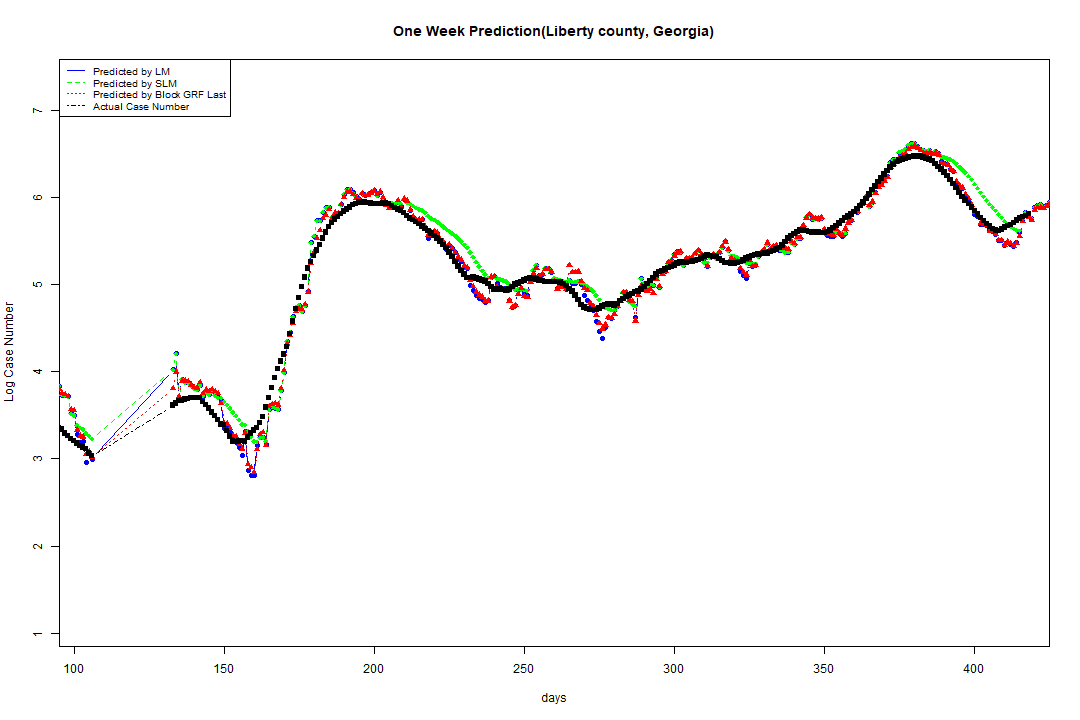 One Week Prediction(Liberty county, Georgia)
Predicted by LM
Predicted by SLM
Predicted by Block GRF Last
Actual Case Number
7
6
5
4
3
2
1
Log Case Number
100 150 200 250 300 350 400
days